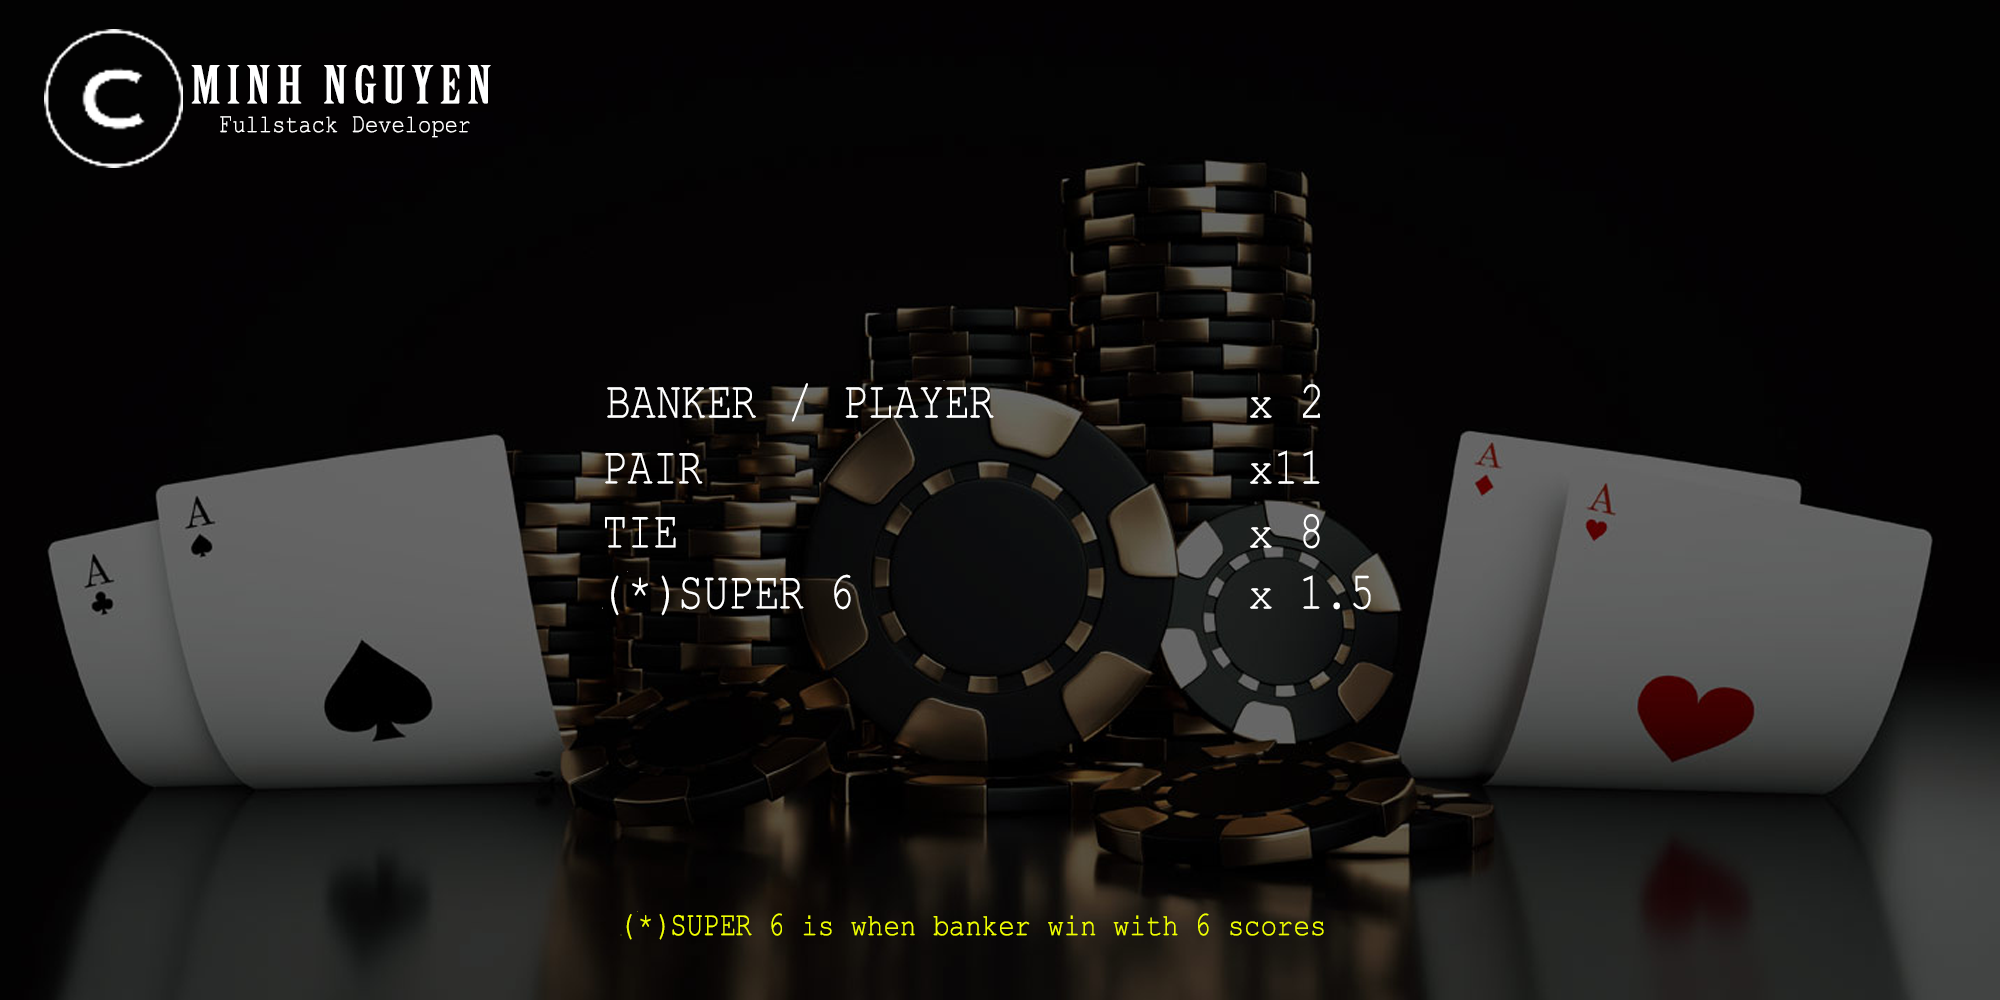 C
MINH NGUYEN
Fullstack Developer
BANKER / PLAYER x 2
PAIR x11
TIE x 8
(*)SUPER 6 x 1.5
A
A
A
A
(*)SUPER 6 is when banker win with 6 scores